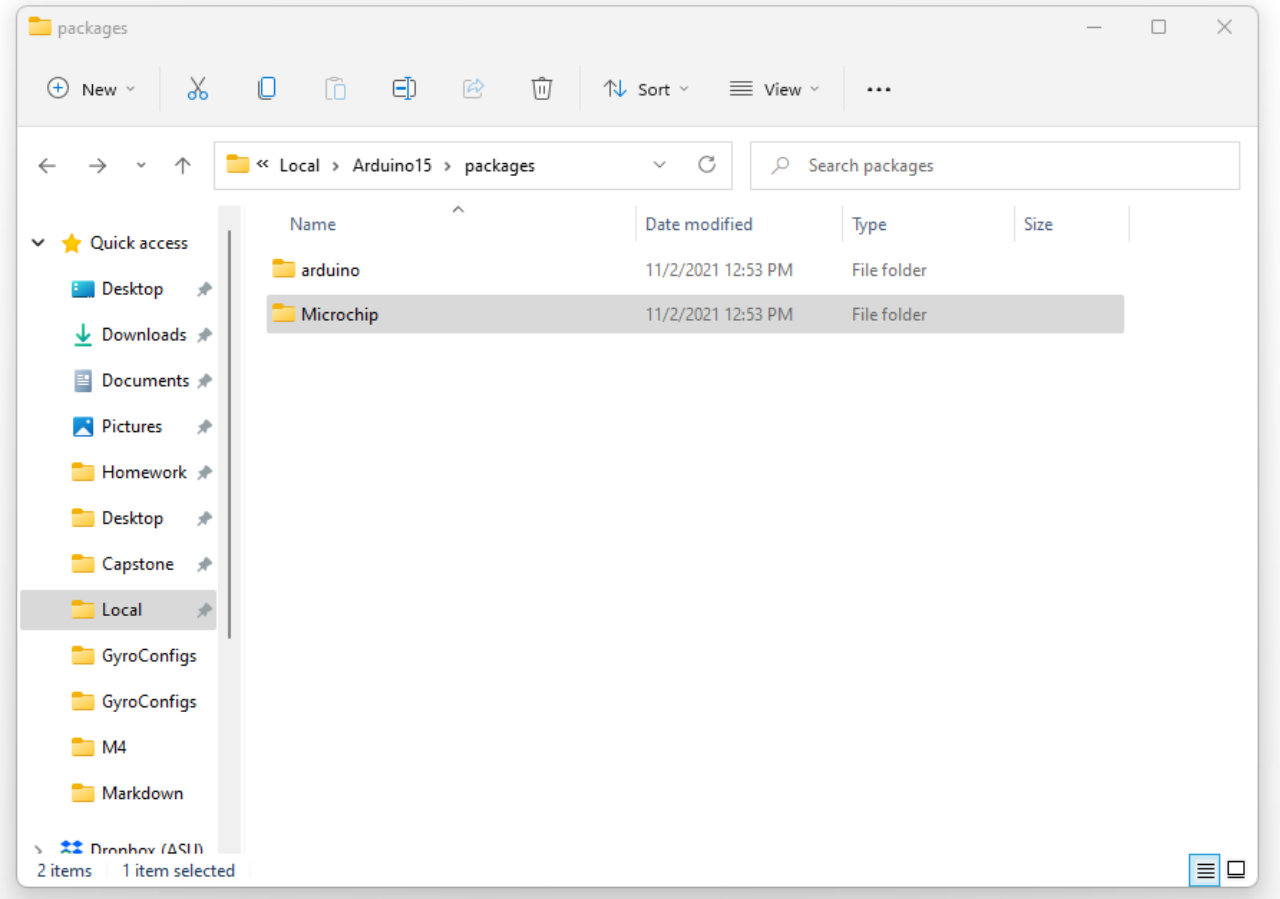 packages
New
Sort
View
« Local > Arduino15 > packages
Search packages
Name Date modified Type Size
Quick access
Desktop
Downloads
Documents
Pictures
Homework
Desktop
Capstone
Local
GyroConfigs
GyroConfigs
M4
Markdown
Dropbox (ASU)
arduino 11/2/2021 12:53 PM File folder
Microchip 11/2/2021 12:53 PM File folder
2 items 1 item selected